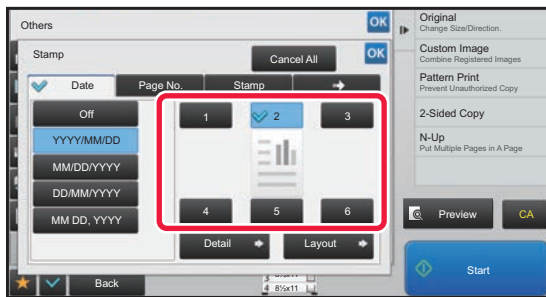 Others
OK
Original
Change Size/Direction.
Stamp
Cancel All
OK
Custom Image
Combine Registered Images
Date
Page No.
Stamp
Pattern Print
Prevent Unauthorized Copy
Off
1
2
3
2-Sided Copy
YYYY/MM/DD
N-Up
Put Multiple Pages in A Page
MM/DD/YYYY
DD/MM/YYYY
4
5
6
MM DD, YYYY
Preview
CA
Detail
Layout
Start
Back
4 8½x11